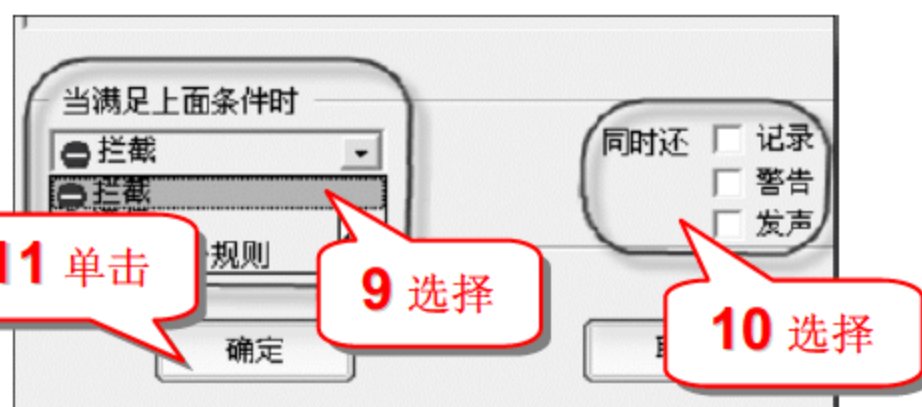 当满足上面条件时
拦截
拦截
规则
同时还 记录
警告
发声
11 单击
9 选择
10 选择
确定